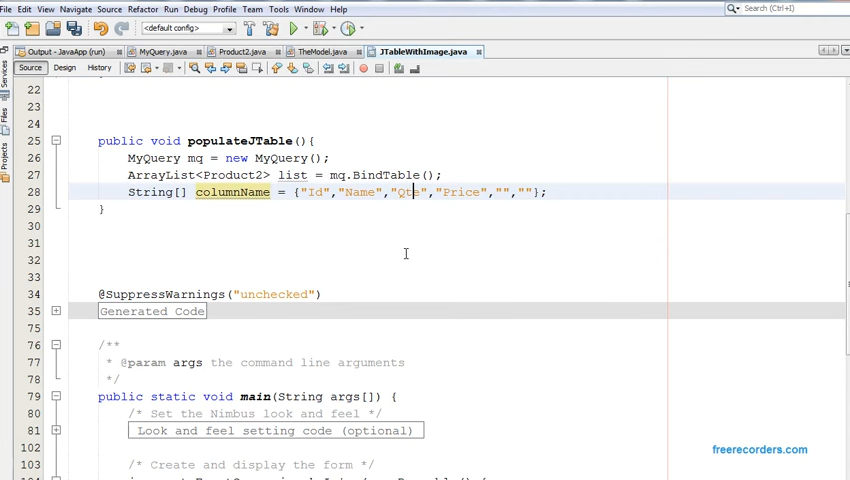 File Edit View Navigate Source Refactor Run Debug Profile Team Tools Window Help
Search (Ctrl+I)
<default config>
Output - JavaApp (run) MyQuery.java Product2.java TheModel.java JTableWithImage.java
Source Design History
Services
Files
Projects
22
23
24
25 public void populateJTable(){
26 MyQuery mq = new MyQuery();
27 ArrayList<Product2> list = mq.BindTable();
28 String[] columnName = {"Id","Name","Qte","Price","",""};
29 }
30
31
32
33
34 @SuppressWarnings("unchecked")
35 Generated Code
75
76 /**
77 * @param args the command line arguments
78 */
79 public static void main(String args[]) {
80 /* Set the Nimbus look and feel */
81 Look and feel setting code (optional)
102
103 /* Create and display the form */
freerecorders.com